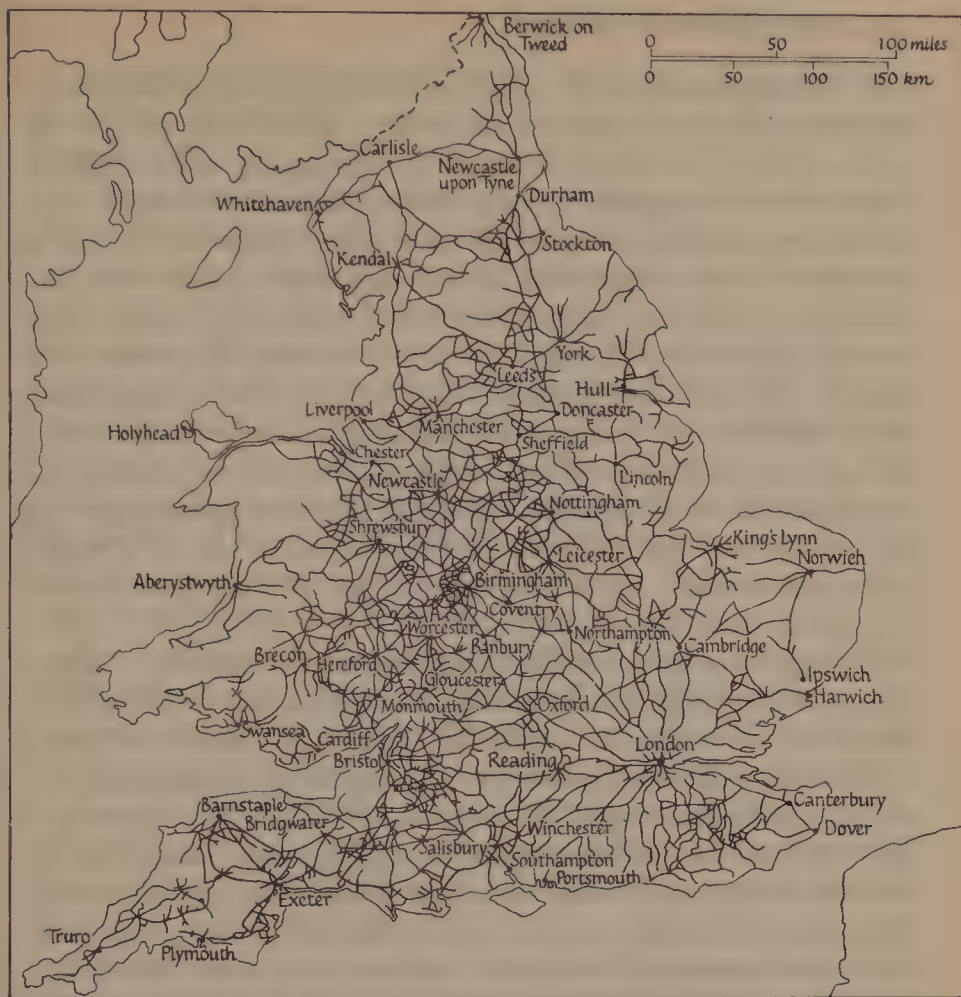 Berwick on
Tweed
0 50 100 miles
0 50 100 150 km
Carlisle
Newcastle
upon Tyne
Durham
Whitehaven
Stockton
Kendal
York
Leeds
Hull
Liverpool
Doncaster
Manchester
Holyhead
Sheffield
Chester
Lincoln
Newcastle
Nottingham
Shrewsbury
King's Lynn
Leicester
Norwich
Aberystwyth
Birmingham
Coventry
Worcester
Northampton
Banbury
Cambridge
Brecon
Hereford
Gloucester
Ipswich
Harwich
Monmouth
Oxford
Swansea
Cardiff
London
Bristol
Reading
Canterbury
Barnstaple
Bridgwater
Winchester
Dover
Salisbury
Southampton
Portsmouth
Exeter
Truro
Plymouth